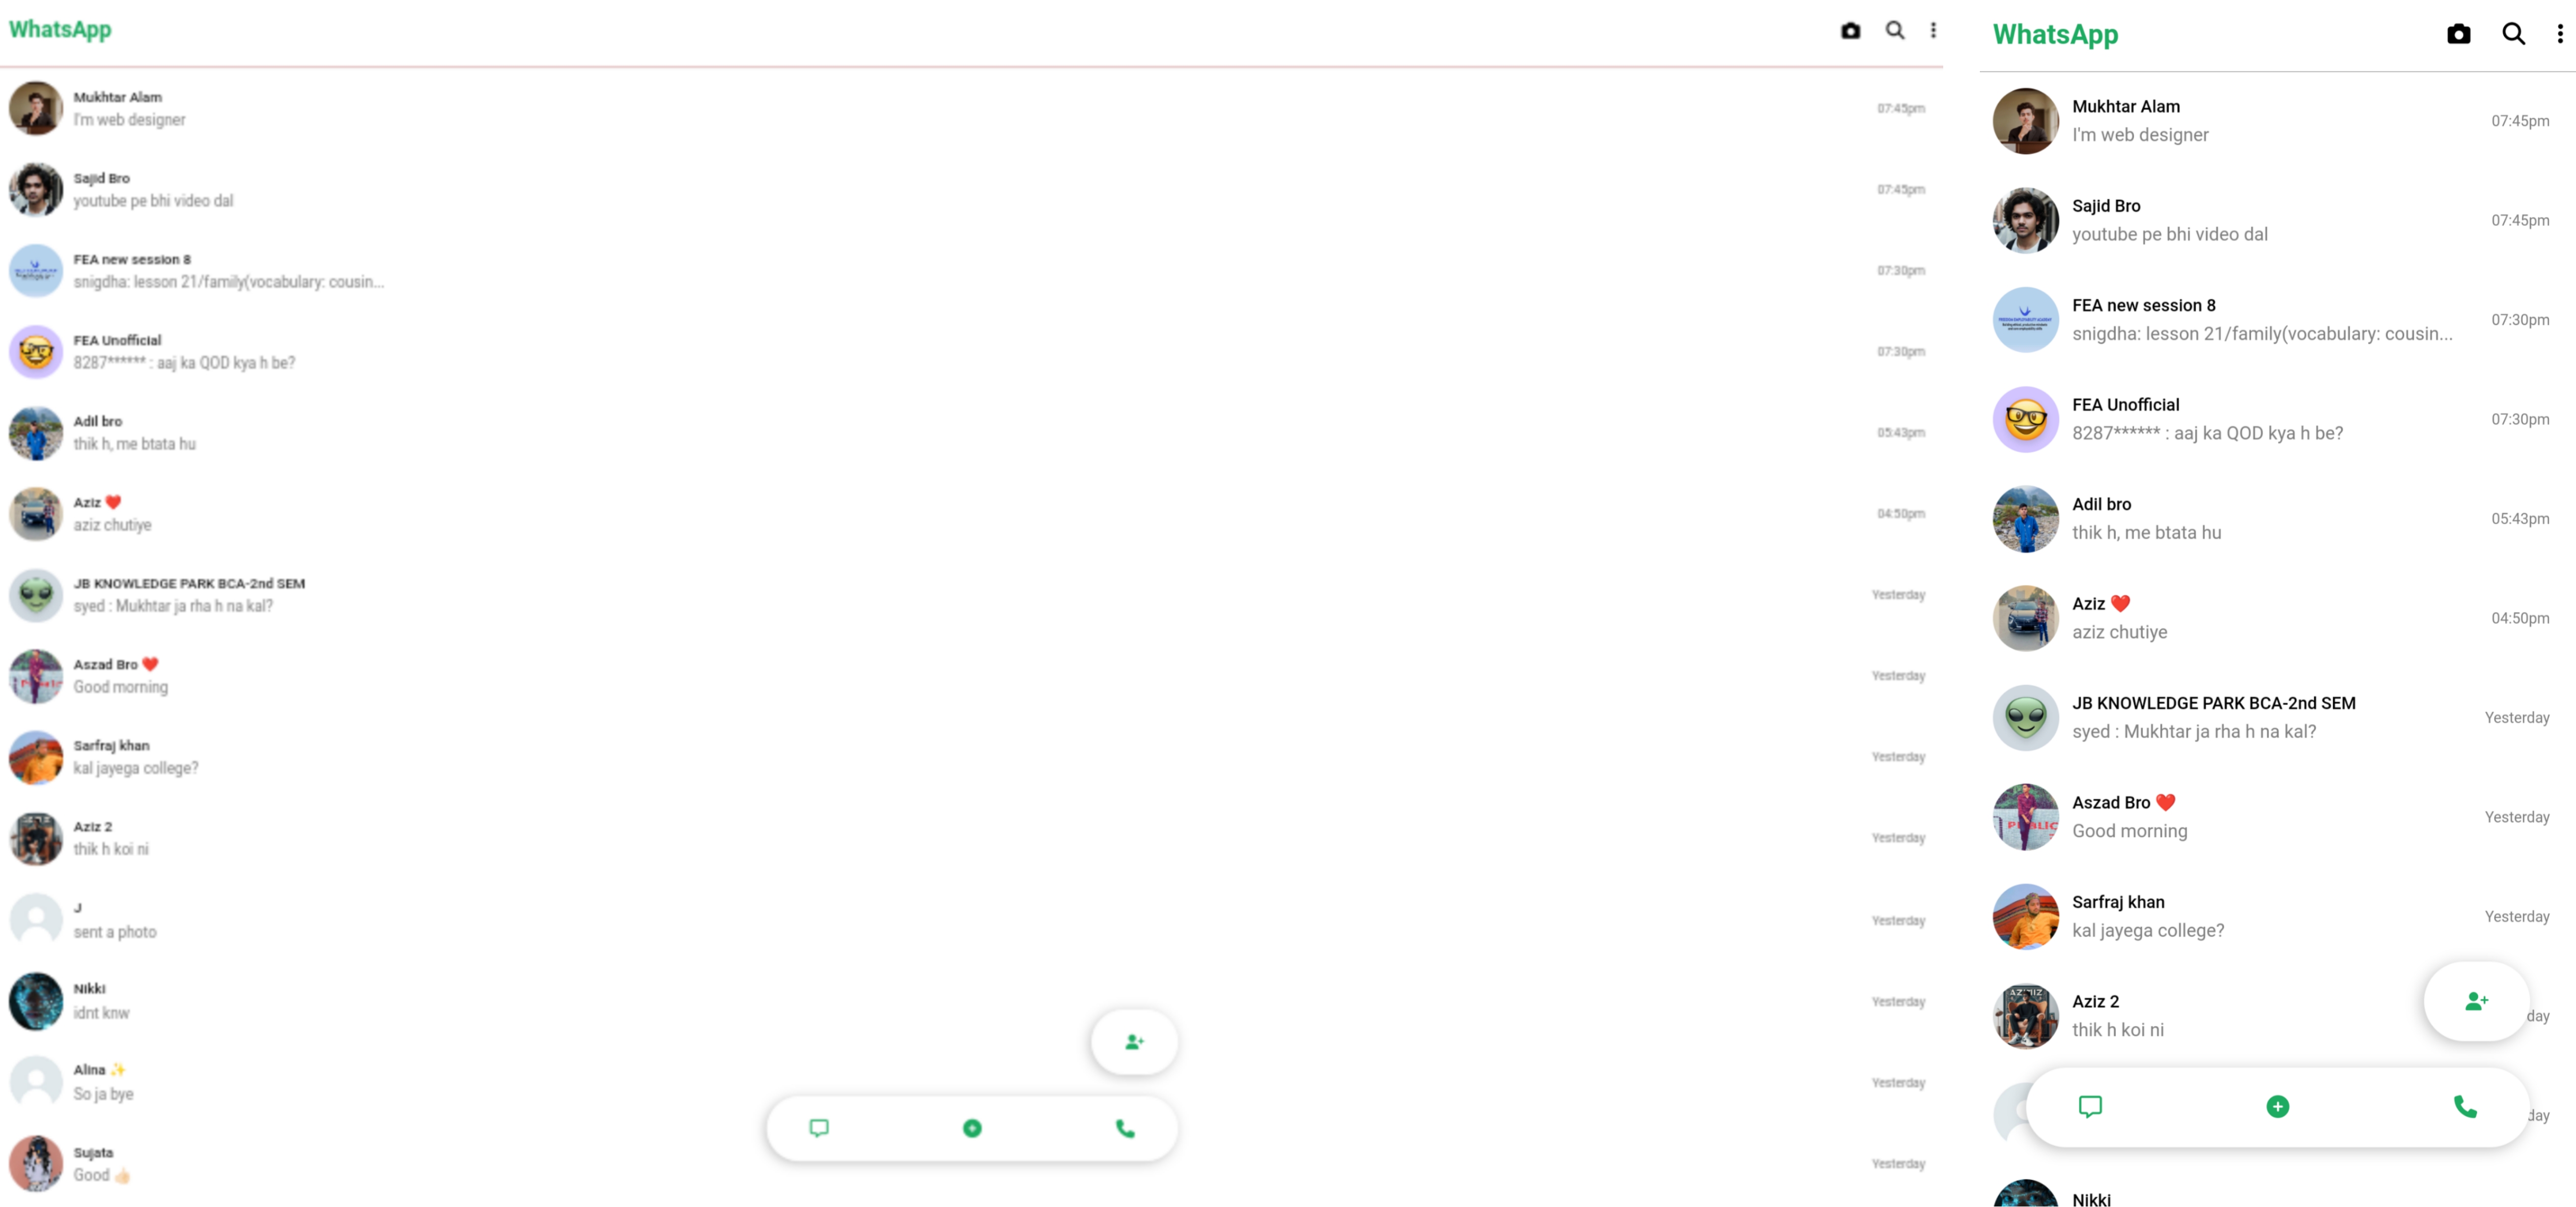 WhatsApp
Mukhtar Alam
I'm web designer
07:45pm
Sajid Bro
youtube pe bhi video dal
07:45pm
FEA new session 8
snigdha: lesson 21/family(vocabulary: cousin...
07:30pm
FEA Unofficial
8287****** : aaj ka QOD kya h be?
07:30pm
Adil bro
thik h, me btata hu
05:43pm
Aziz ❤️
aziz chutiye
04:50pm
JB KNOWLEDGE PARK BCA-2nd SEM
syed : Mukhtar ja rha h na kal?
Yesterday
Aszad Bro ❤️
Good morning
Yesterday
Sarfraj khan
kal jayega college?
Yesterday
Aziz 2
thik h koi ni
Yesterday
J
sent a photo
Yesterday
Nikki
idnt knw
Yesterday
Alina ✨
So ja bye
Yesterday
Sujata
Good 👍🏻
Yesterday
WhatsApp
Mukhtar Alam
I'm web designer
07:45pm
Sajid Bro
youtube pe bhi video dal
07:45pm
FEA new session 8
snigdha: lesson 21/family(vocabulary: cousin...
07:30pm
FEA Unofficial
8287****** : aaj ka QOD kya h be?
07:30pm
Adil bro
thik h, me btata hu
05:43pm
Aziz ❤️
aziz chutiye
04:50pm
JB KNOWLEDGE PARK BCA-2nd SEM
syed : Mukhtar ja rha h na kal?
Yesterday
Aszad Bro ❤️
Good morning
Yesterday
Sarfraj khan
kal jayega college?
Yesterday
Aziz 2
thik h koi ni
day
day
Nikki